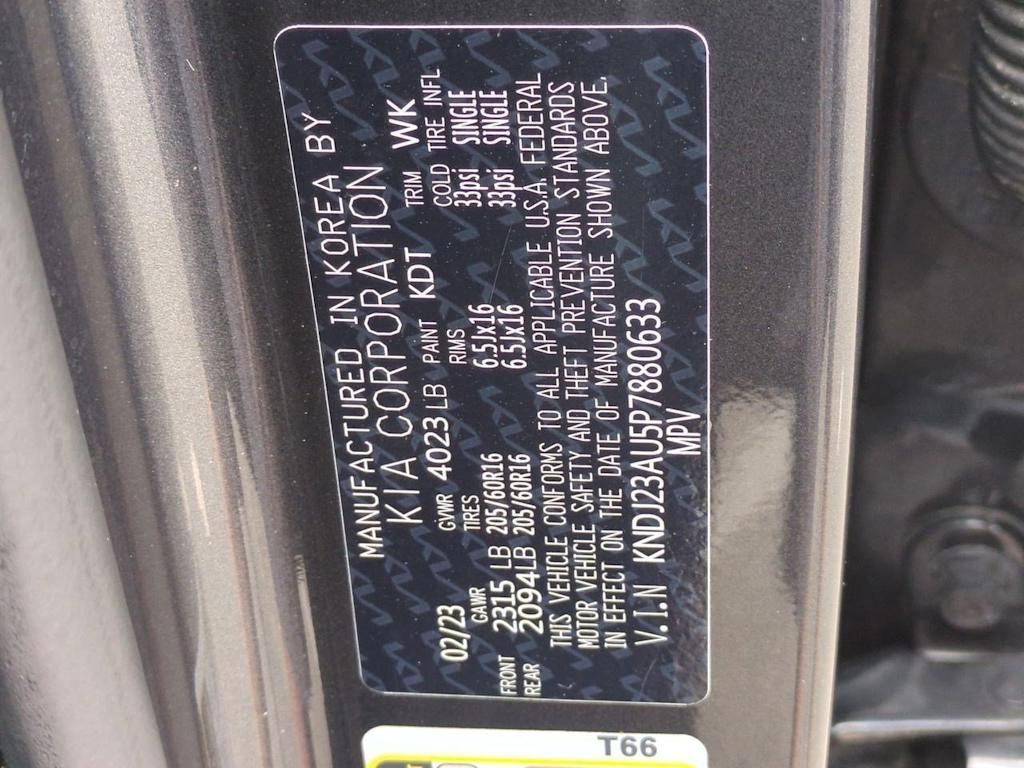 MANUFACTURED IN KOREA BY
KIA CORPORATION
02/23 GVWR 4023 LB PAINT KDT TRIM WK
GAWR TIRES RIMS COLD TIRE INFL
FRONT 2315 LB 205/60R16 6.5Jx16 33psi SINGLE
REAR 2094LB 205/60R16 6.5Jx16 33psi SINGLE
THIS VEHICLE CONFORMS TO ALL APPLICABLE U.S.A. FEDERAL
MOTOR VEHICLE SAFETY AND THEFT PREVENTION STANDARDS
IN EFFECT ON THE DATE OF MANUFACTURE SHOWN ABOVE.
V.I.N KNDJ23AU5P7880633
MPV
T66